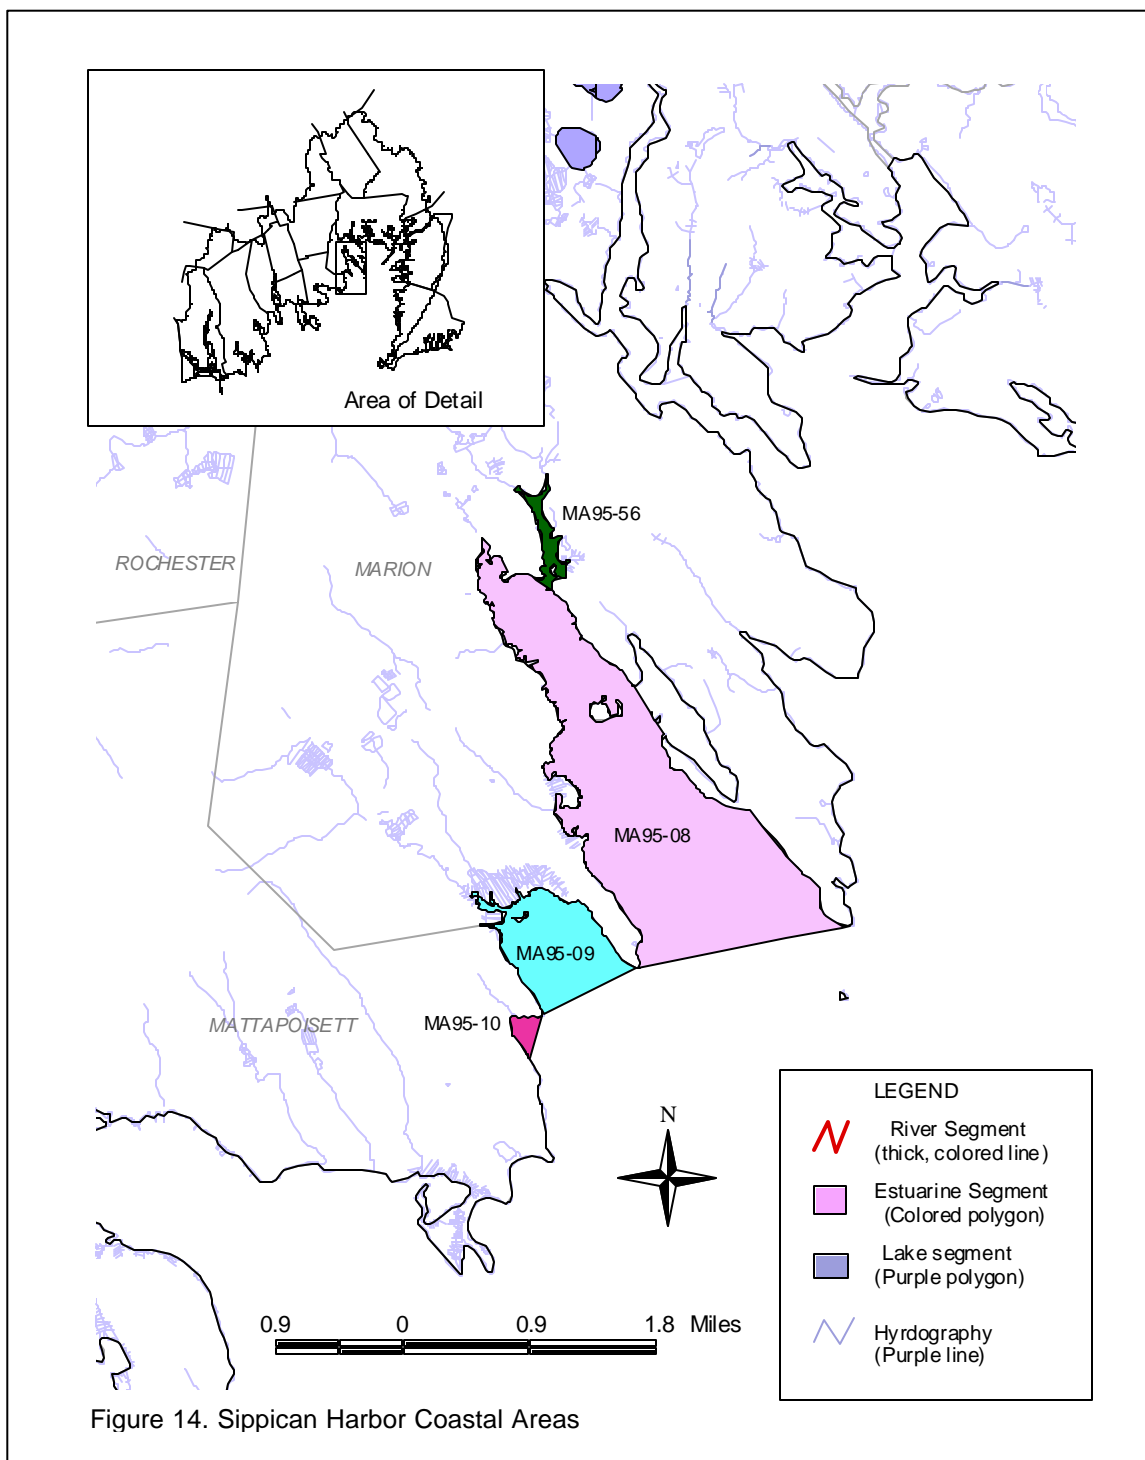 Area of Detail
MA95-56
ROCHESTER
MARION
MA95-08
MA95-09
MATTAPOISETT
MA95-10
N
LEGEND
River Segment
(thick, colored line)
Estuarine Segment
(Colored polygon)
Lake segment
(Purple polygon)
Hyrdography
(Purple line)
0.9 0 0.9 1.8 Miles
Figure 14. Sippican Harbor Coastal Areas